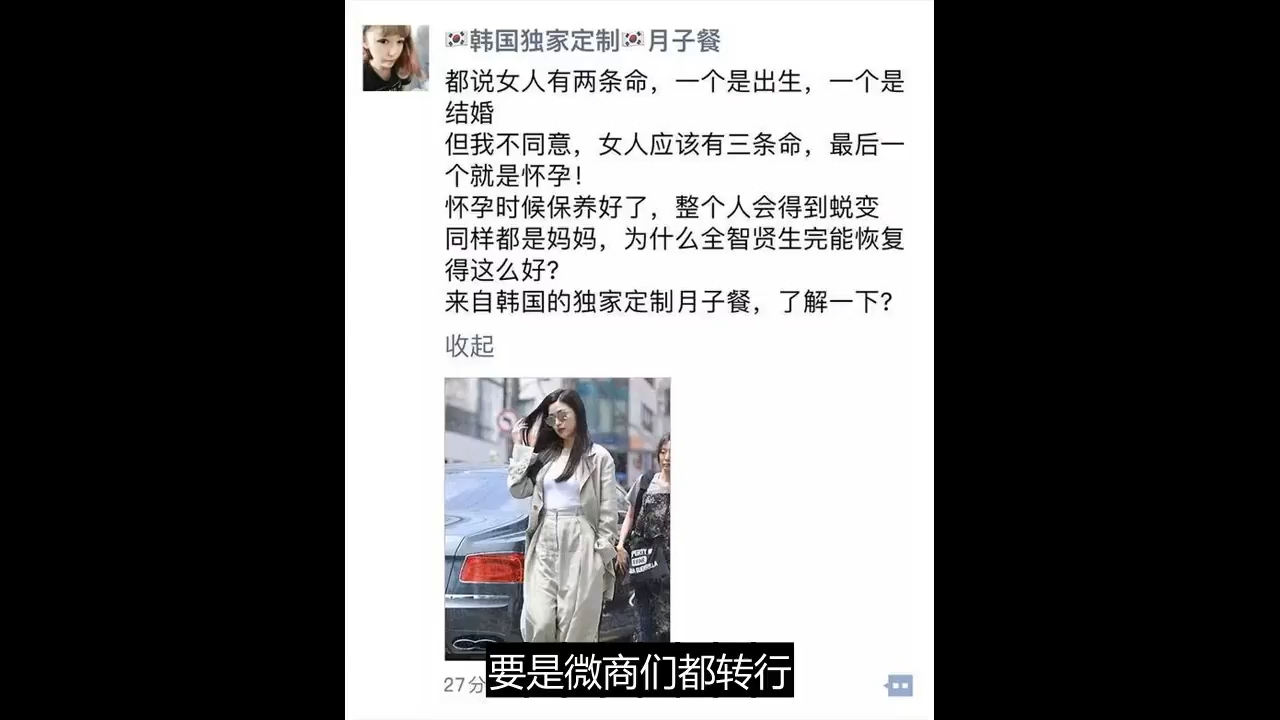 🇰🇷韩国独家定制🇰🇷月子餐
都说女人有两条命，一个是出生，一个是
结婚
但我不同意，女人应该有三条命，最后一
个就是怀孕！
怀孕时候保养好了，整个人会得到蜕变
同样都是妈妈，为什么全智贤生完能恢复
得这么好？
来自韩国的独家定制月子餐，了解一下？
收起
27分
要是微商们都转行